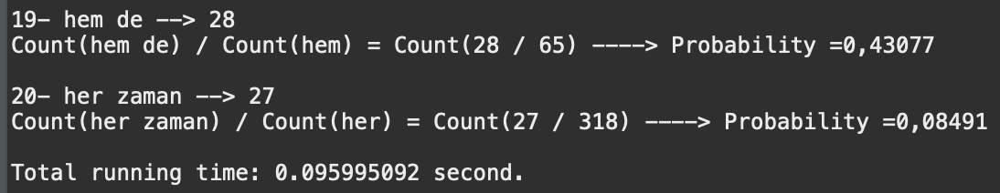 19- hem de --> 28
Count(hem de) / Count(hem) = Count(28 / 65) ----> Probability =0,43077
20- her zaman --> 27
Count(her zaman) / Count(her) = Count(27 / 318) ----> Probability =0,08491
Total running time: 0.095995092 second.